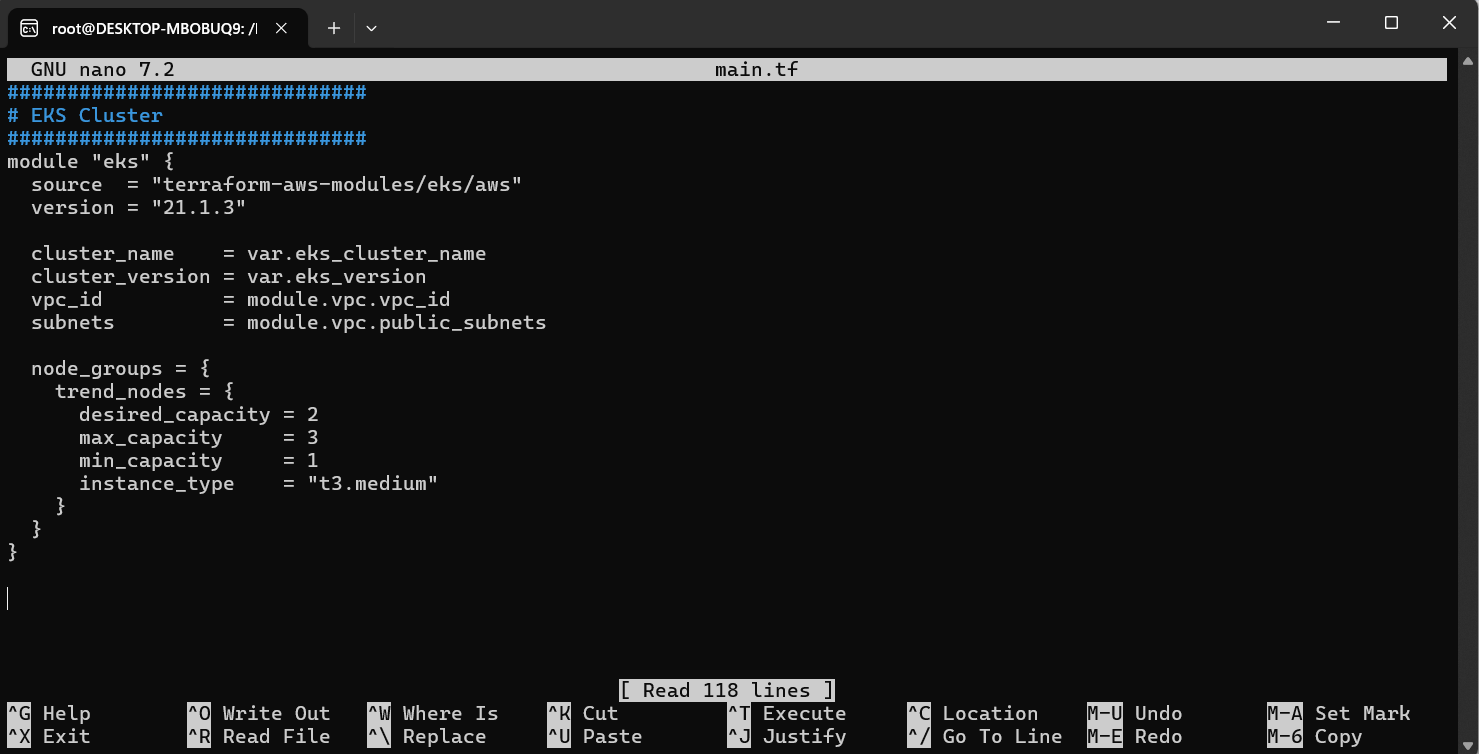 root@DESKTOP-MBOBUQ9: /
GNU nano 7.2 main.tf
##############################
# EKS Cluster
##############################
module "eks" {
  source  = "terraform-aws-modules/eks/aws"
  version = "21.1.3"

  cluster_name    = var.eks_cluster_name
  cluster_version = var.eks_version
  vpc_id          = module.vpc.vpc_id
  subnets         = module.vpc.public_subnets

  node_groups = {
    trend_nodes = {
      desired_capacity = 2
      max_capacity     = 3
      min_capacity     = 1
      instance_type    = "t3.medium"
    }
  }
}
[ Read 118 lines ]
^G Help ^O Write Out ^W Where Is ^K Cut ^T Execute ^C Location M-U Undo M-A Set Mark
^X Exit ^R Read File ^\ Replace ^U Paste ^J Justify ^/ Go To Line M-E Redo M-6 Copy